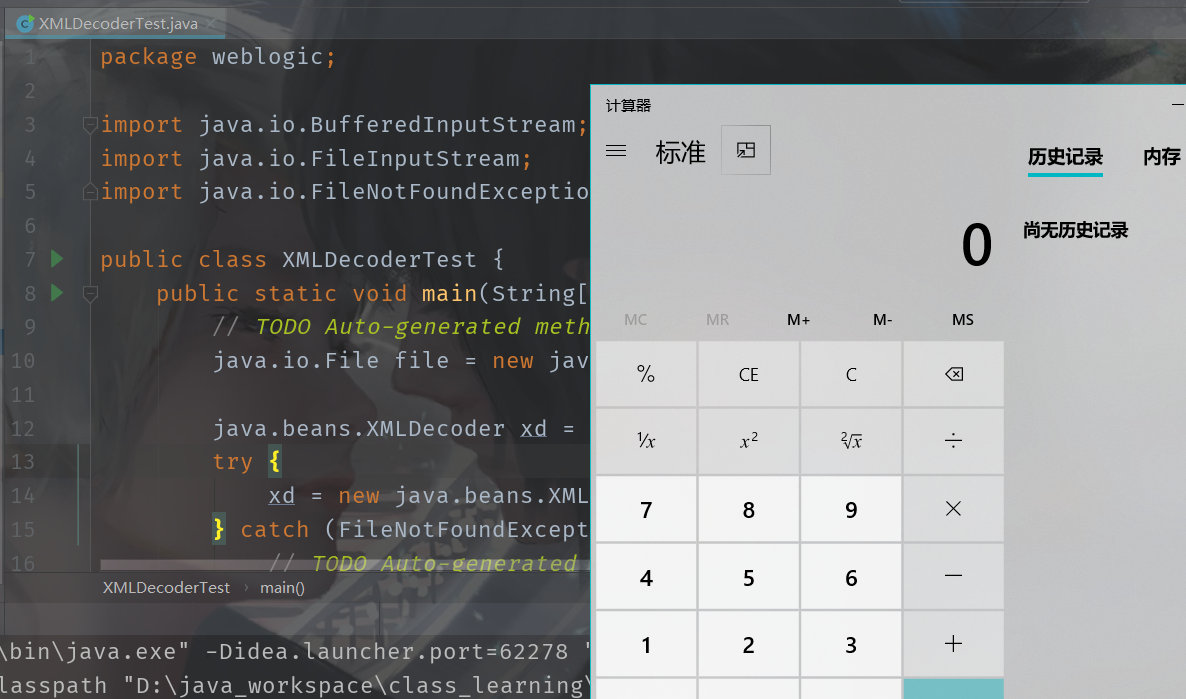 XMLDecoderTest.java
1 package weblogic;
2
3 import java.io.BufferedInputStream;
4 import java.io.FileInputStream;
5 import java.io.FileNotFoundExceptio
6
7 public class XMLDecoderTest {
8 public static void main(String[
9 // TODO Auto-generated meth
10 java.io.File file = new jav
11
12 java.beans.XMLDecoder xd =
13 try {
14 xd = new java.beans.XML
15 } catch (FileNotFoundExcept
16 // TODO Auto-generated
XMLDecoderTest › main()
\bin\java.exe" -Didea.launcher.port=62278 "
lasspath "D:\java_workspace\class_learning\
计算器
标准
历史记录 内存
0
尚无历史记录
MC MR M+ M- MS
% CE C
¹/x x² ²√x ÷
7 8 9 ×
4 5 6 −
1 2 3 +